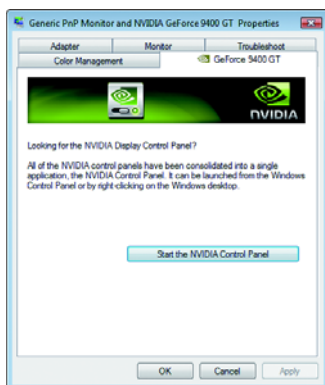 Generic PnP Monitor and NVIDIA GeForce 9400 GT Properties
Adapter Monitor Troubleshoot
Color Management GeForce 9400 GT
NVIDIA
Looking for the NVIDIA Display Control Panel?
All of the NVIDIA control panels have been consolidated into a single
application, the NVIDIA Control Panel. It can be launched from the Windows
Control Panel or by right-clicking on the Windows desktop.
Start the NVIDIA Control Panel
OK Cancel Apply